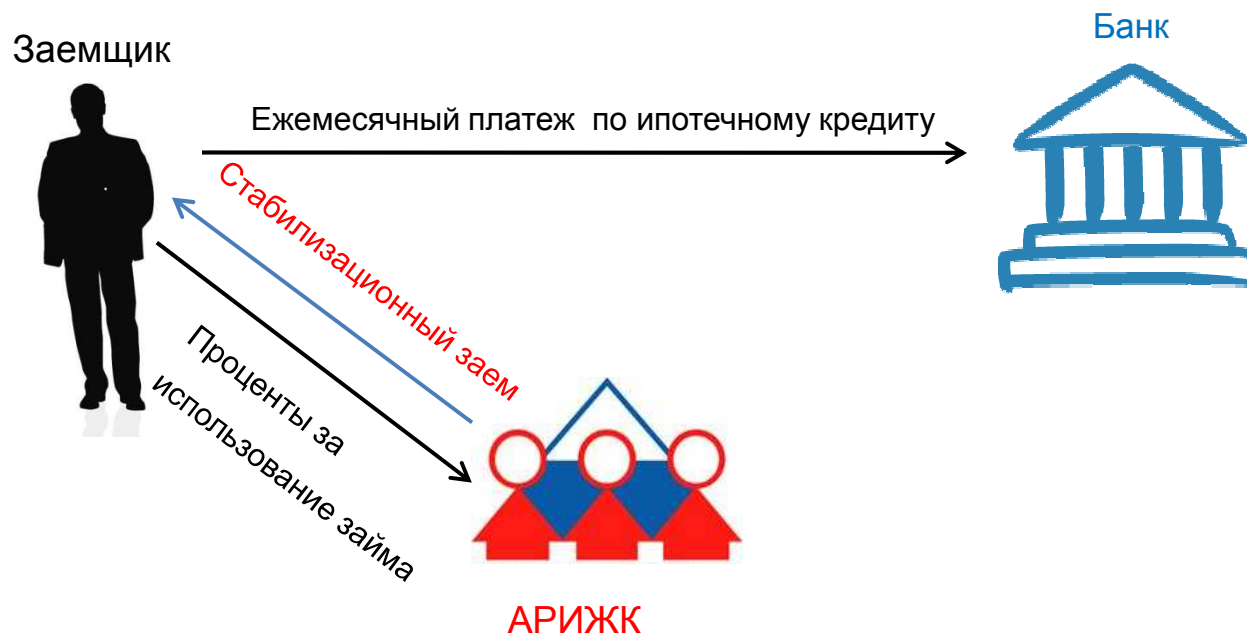 Банк
Заемщик
Ежемесячный платеж по ипотечному кредиту
Стабилизационный заем
Проценты за
использование займа
АРИЖК